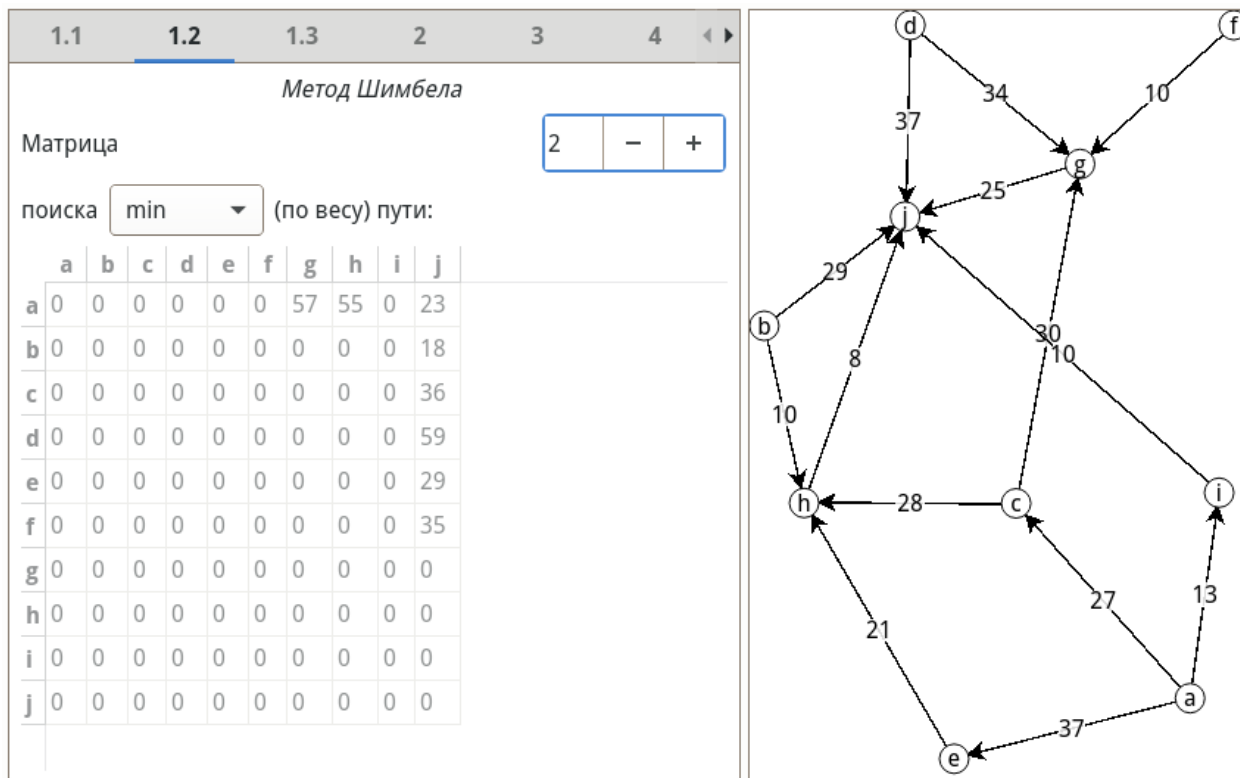 1.1 1.2 1.3 2 3 4
Метод Шимбела
Матрица 2 − +
поиска min (по весу) пути:
a b c d e f g h i j
a 0 0 0 0 0 0 57 55 0 23
b 0 0 0 0 0 0 0 0 0 18
c 0 0 0 0 0 0 0 0 0 36
d 0 0 0 0 0 0 0 0 0 59
e 0 0 0 0 0 0 0 0 0 29
f 0 0 0 0 0 0 0 0 0 35
g 0 0 0 0 0 0 0 0 0 0
h 0 0 0 0 0 0 0 0 0 0
i 0 0 0 0 0 0 0 0 0 0
j 0 0 0 0 0 0 0 0 0 0
d f
34 10
37
g
25
j
29
b
30
10
8
10
i
h 28 c
27 13
21
a
37
e